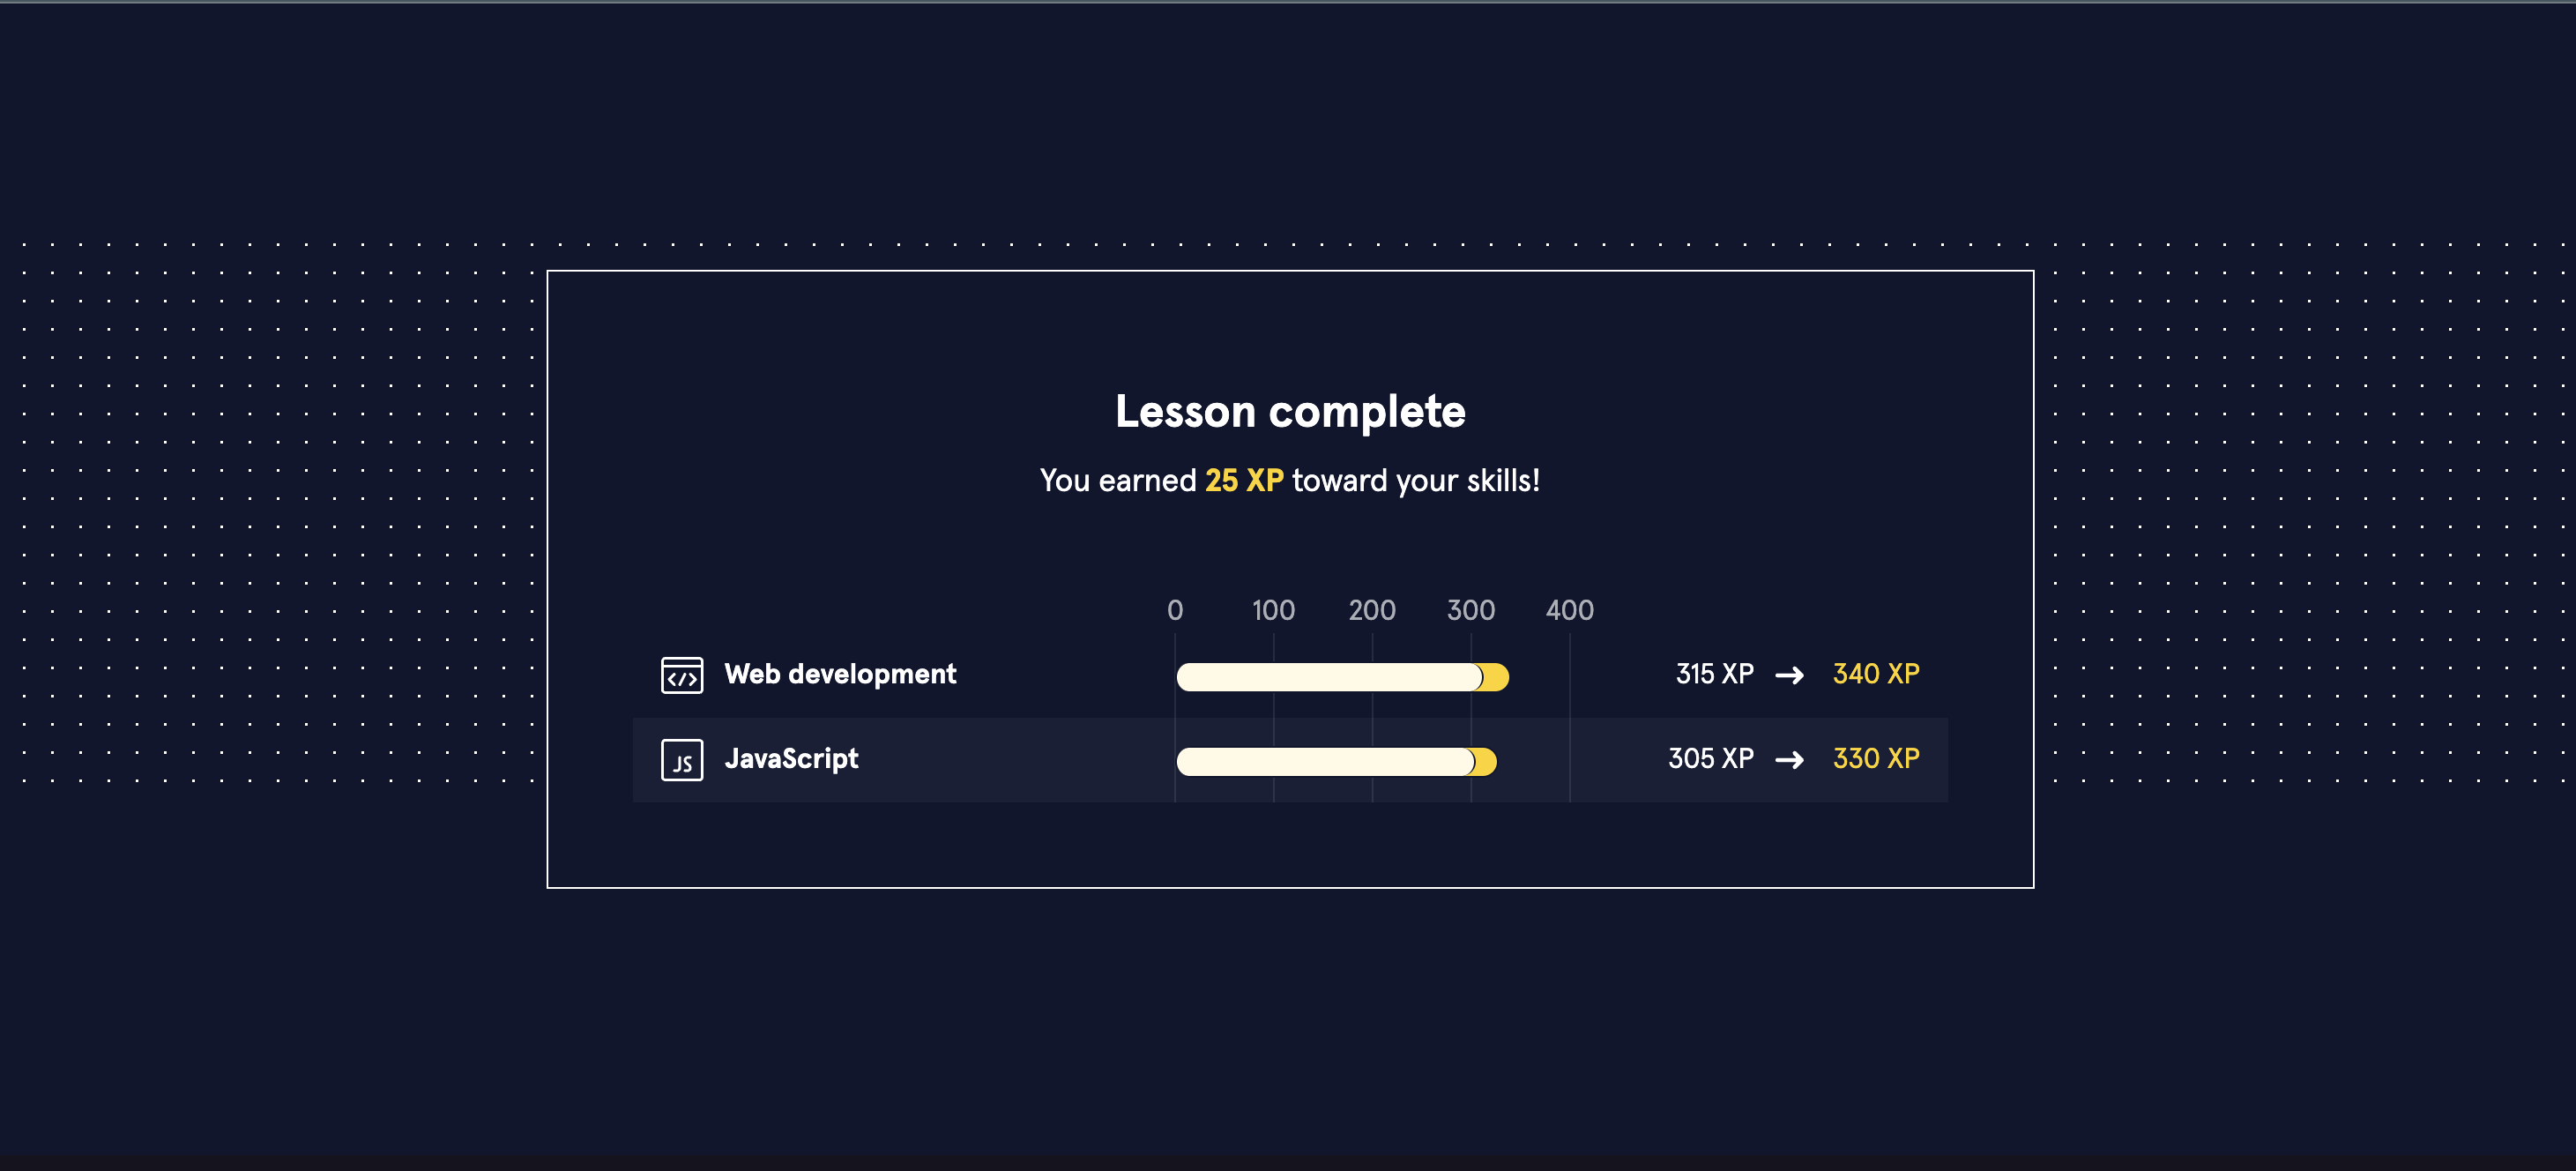 Lesson complete
You earned 25 XP toward your skills!
0 100 200 300 400
</> Web development 315 XP → 340 XP
JS JavaScript 305 XP → 330 XP